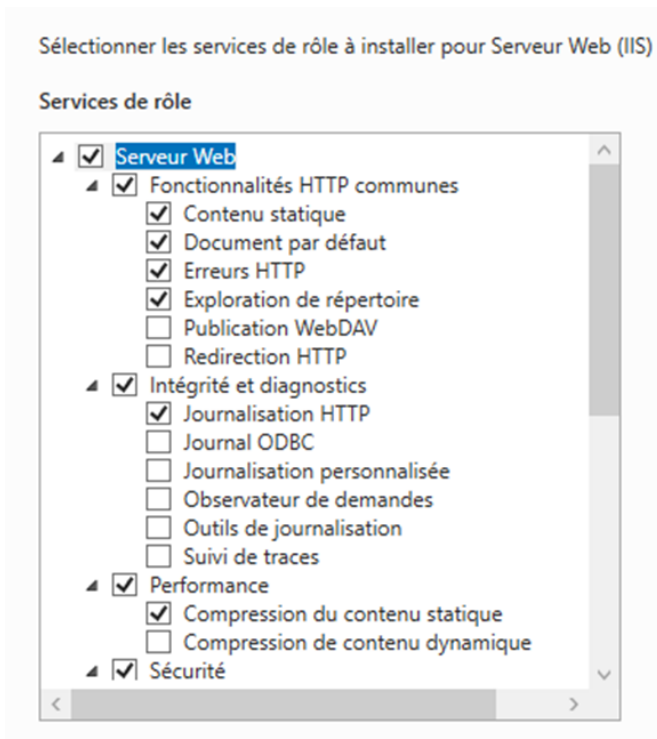 Sélectionner les services de rôle à installer pour Serveur Web (IIS)
Services de rôle
Serveur Web
Fonctionnalités HTTP communes
Contenu statique
Document par défaut
Erreurs HTTP
Exploration de répertoire
Publication WebDAV
Redirection HTTP
Intégrité et diagnostics
Journalisation HTTP
Journal ODBC
Journalisation personnalisée
Observateur de demandes
Outils de journalisation
Suivi de traces
Performance
Compression du contenu statique
Compression de contenu dynamique
Sécurité